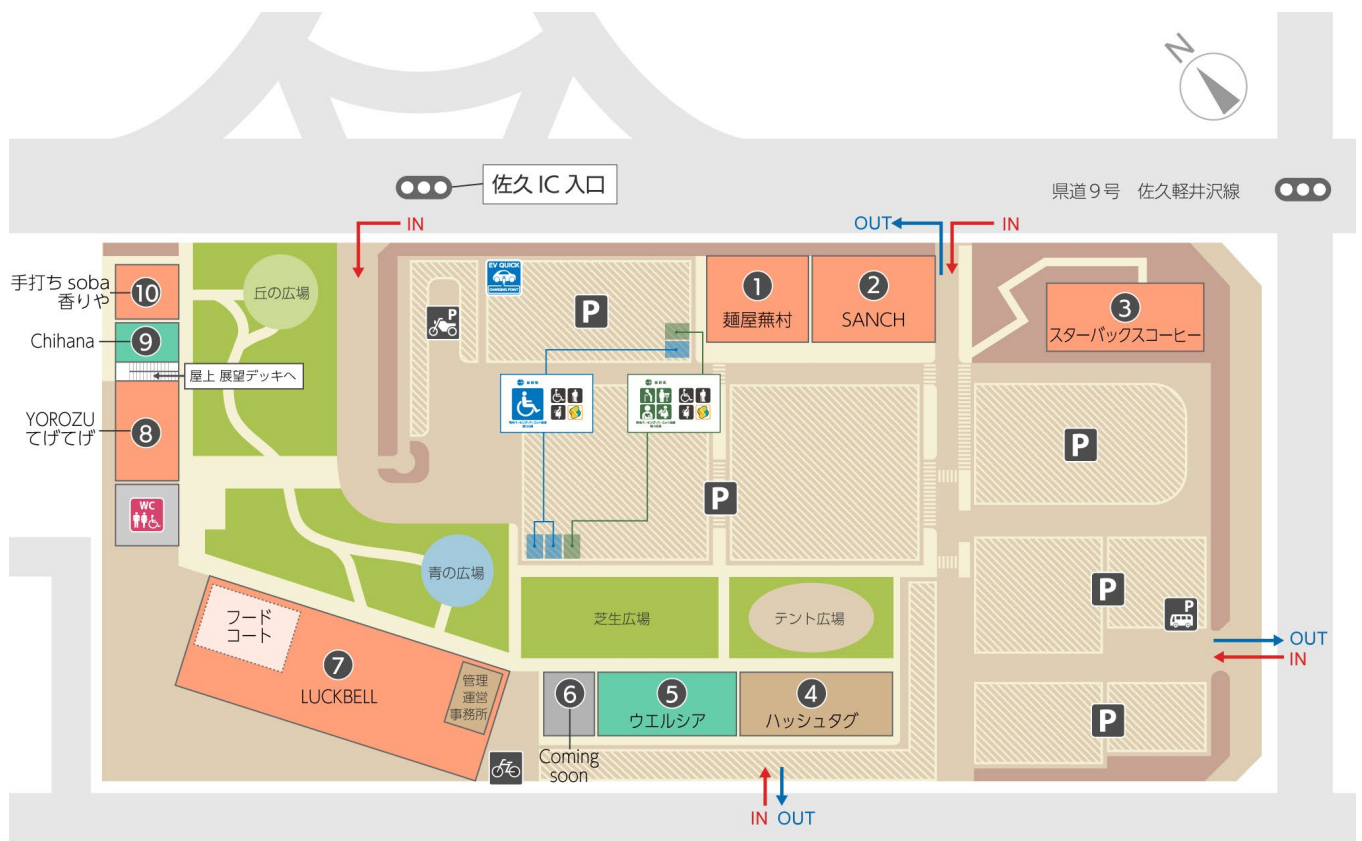 N
佐久 IC 入口
県道9号 佐久軽井沢線
IN
OUT
IN
手打ち soba
香りや
10
丘の広場
EV QUICK
CHARGING POINT
P
P
1
麺屋蕪村
2
SANCH
3
スターバックスコーヒー
Chihana
9
屋上 展望デッキへ
YOROZU
てげてげ
8
P
P
WC
青の広場
芝生広場
テント広場
P
P
OUT
IN
フード
コート
7
LUCKBELL
管理
運営
事務所
6
Coming
soon
5
ウエルシア
4
ハッシュタグ
P
IN
OUT